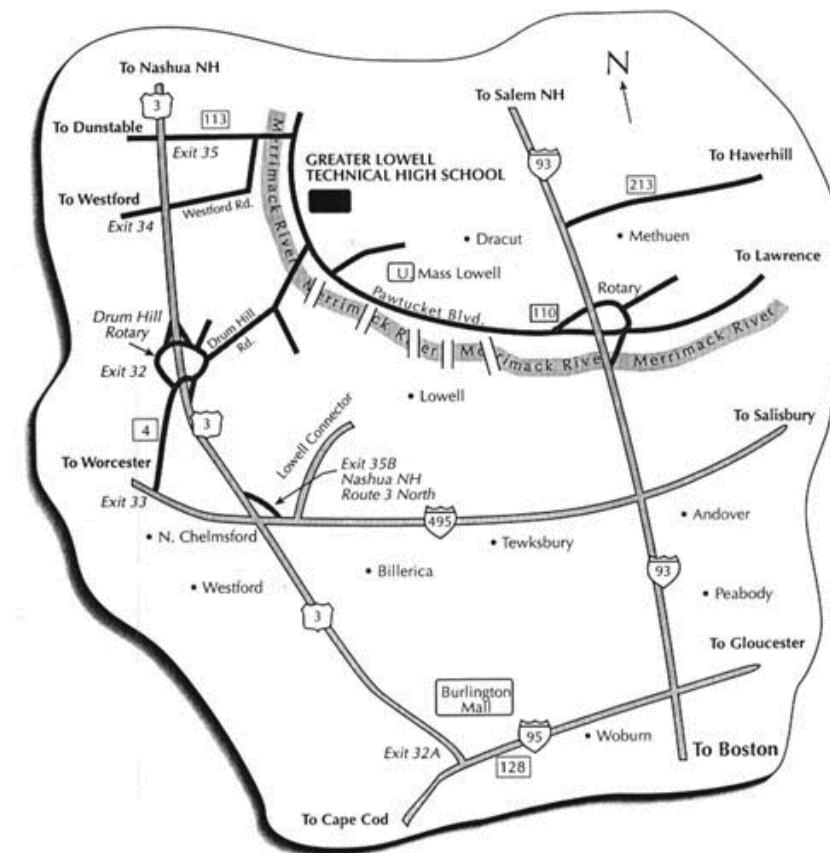 To Nashua NH
3
N
To Salem NH
To Dunstable
113
Exit 35
Merrimack River
GREATER LOWELL
TECHNICAL HIGH SCHOOL
93
To Haverhill
213
To Westford
Westford Rd.
Exit 34
Merrimack River
Dracut
Methuen
U Mass Lowell
To Lawrence
Rotary
Pawtucket Blvd.
110
Drum Hill
Rotary
Drum Hill
Rd.
Exit 32
Merrimack River
Merrimack River
Merrimack River
Lowell
4
3
Lowell Connector
To Salisbury
To Worcester
Exit 33
Exit 35B
Nashua NH
Route 3 North
N. Chelmsford
495
Tewksbury
Andover
Westford
Billerica
93
Peabody
3
To Gloucester
Burlington
Mall
Exit 32A
95
Woburn
128
To Boston
To Cape Cod